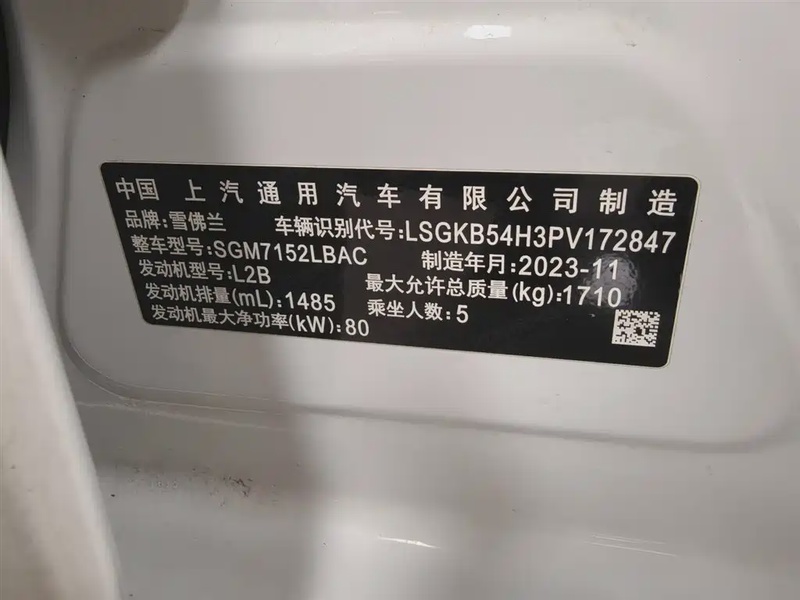 中国 上汽通用汽车有限公司制造
品牌:雪佛兰 车辆识别代号:LSGKB54H3PV172847
整车型号:SGM7152LBAC 制造年月:2023-11
发动机型号:L2B 最大允许总质量(kg):1710
发动机排量(mL):1485 乘坐人数:5
发动机最大净功率(kW):80